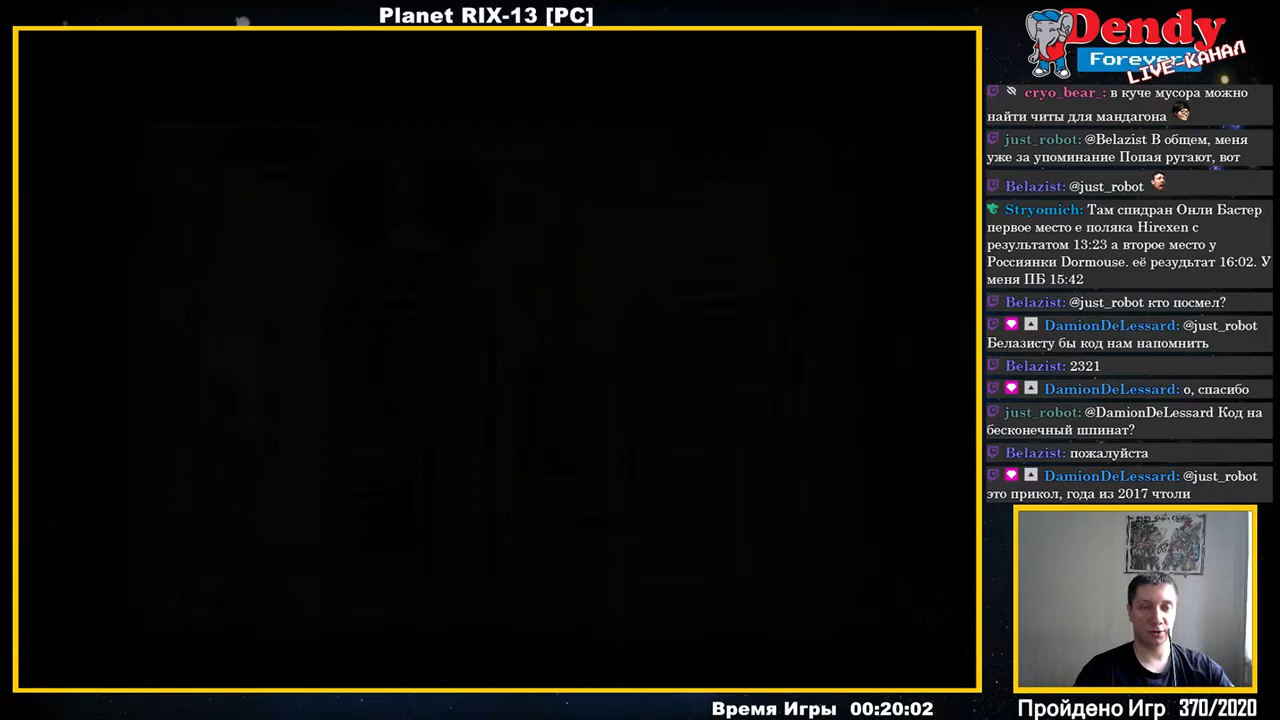 Planet RIX-13 [PC]
Dendy
Forever
LIVE-КАНАЛ
cryo_bear_: в куче мусора можно
найти читы для мандагона
just_robot: @Belazist В общем, меня
уже за упоминание Попая ругают, вот
Belazist: @just_robot
Stryomich: Там спидран Онли Бастер
первое место е поляка Hirexen с
результатом 13:23 а второе место у
Россиянки Dormouse. её резудьтат 16:02. У
меня ПБ 15:42
Belazist: @just_robot кто посмел?
DamionDeLessard: @just_robot
Белазисту бы код нам напомнить
Belazist: 2321
DamionDeLessard: о, спасибо
just_robot: @DamionDeLessard Код на
бесконечный шпинат?
Belazist: пожалуйста
DamionDeLessard: @just_robot
это прикол, года из 2017 чтоли
Время Игры 00:20:02
Пройдено Игр 370/2020